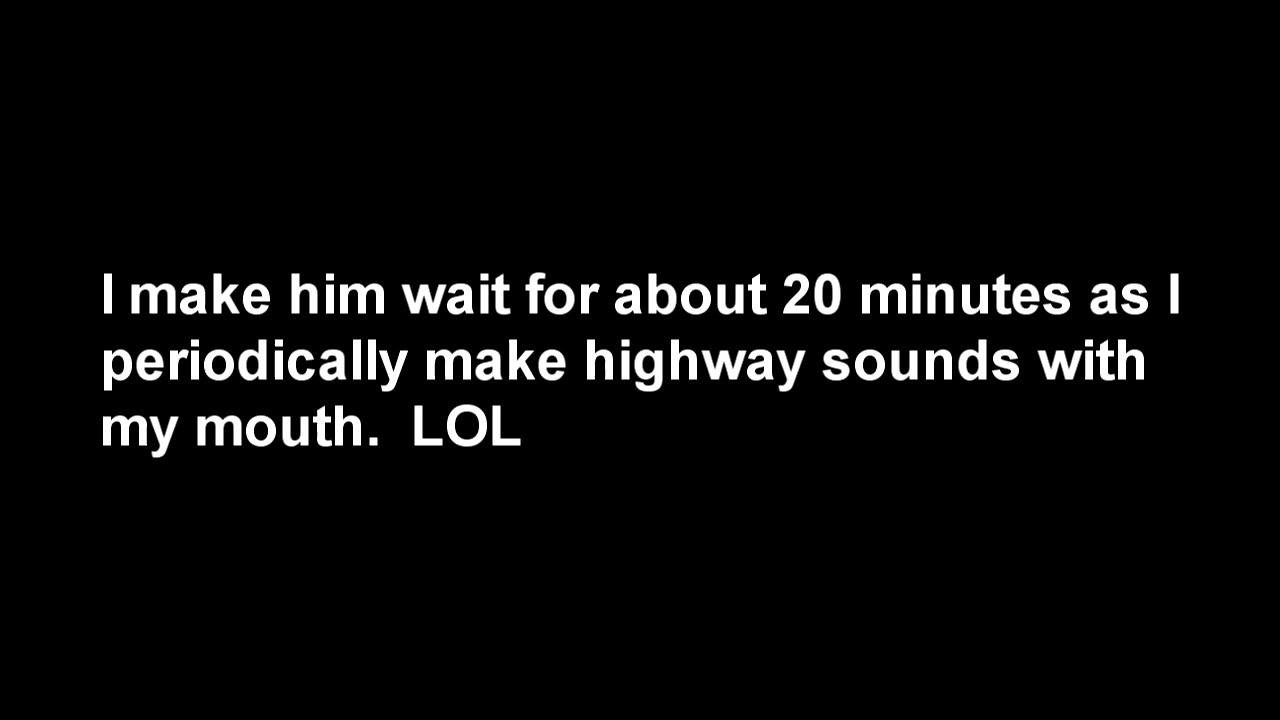 I make him wait for about 20 minutes as I
periodically make highway sounds with
my mouth.  LOL